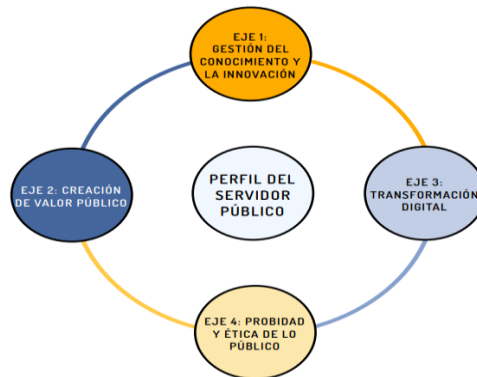 EJE 1:
GESTIÓN DEL
CONOCIMIENTO Y
LA INNOVACIÓN
EJE 2: CREACIÓN
DE VALOR PÚBLICO
PERFIL DEL
SERVIDOR
PÚBLICO
EJE 3:
TRANSFORMACIÓN
DIGITAL
EJE 4: PROBIDAD
Y ÉTICA DE LO
PÚBLICO